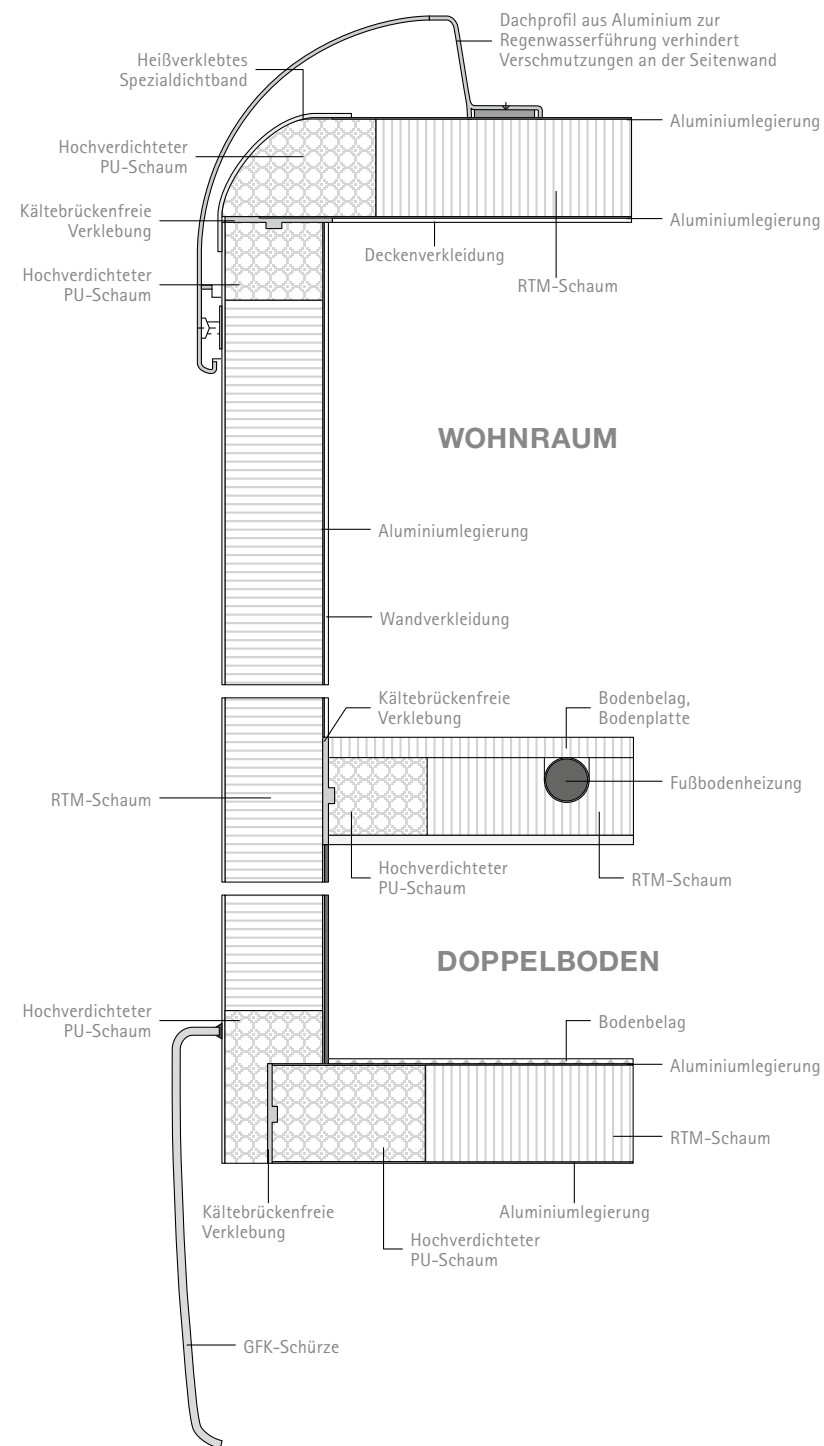 Dachprofil aus Aluminium zur
Regenwasserführung verhindert
Verschmutzungen an der Seitenwand
Heißverklebtes
Spezialdichtband
Aluminiumlegierung
Hochverdichteter
PU-Schaum
Kältebrückenfreie
Verklebung
Aluminiumlegierung
Deckenverkleidung
Hochverdichteter
PU-Schaum
RTM-Schaum
WOHNRAUM
Aluminiumlegierung
Wandverkleidung
Kältebrückenfreie
Verklebung
Bodenbelag,
Bodenplatte
RTM-Schaum
Fußbodenheizung
Hochverdichteter
PU-Schaum
RTM-Schaum
DOPPELBODEN
Hochverdichteter
PU-Schaum
Bodenbelag
Aluminiumlegierung
RTM-Schaum
Kältebrückenfreie
Verklebung
Aluminiumlegierung
Hochverdichteter
PU-Schaum
GFK-Schürze